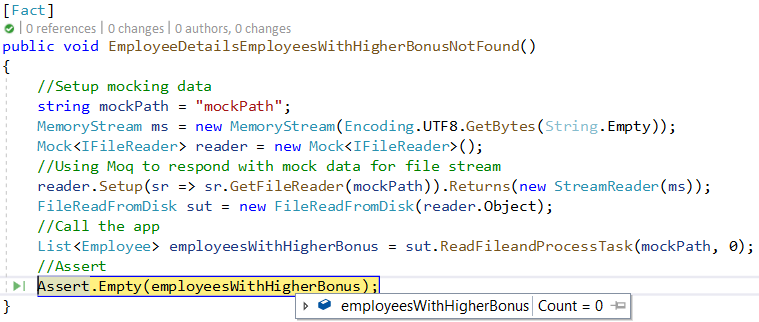 [Fact]
| 0 references | 0 changes | 0 authors, 0 changes
public void EmployeeDetailsEmployeesWithHigherBonusNotFound()
{
//Setup mocking data
string mockPath = "mockPath";
MemoryStream ms = new MemoryStream(Encoding.UTF8.GetBytes(String.Empty));
Mock<IFileReader> reader = new Mock<IFileReader>();
//Using Moq to respond with mock data for file stream
reader.Setup(sr => sr.GetFileReader(mockPath)).Returns(new StreamReader(ms));
FileReadFromDisk sut = new FileReadFromDisk(reader.Object);
//Call the app
List<Employee> employeesWithHigherBonus = sut.ReadFileandProcessTask(mockPath, 0);
//Assert
Assert.Empty(employeesWithHigherBonus);
employeesWithHigherBonus | Count = 0
}